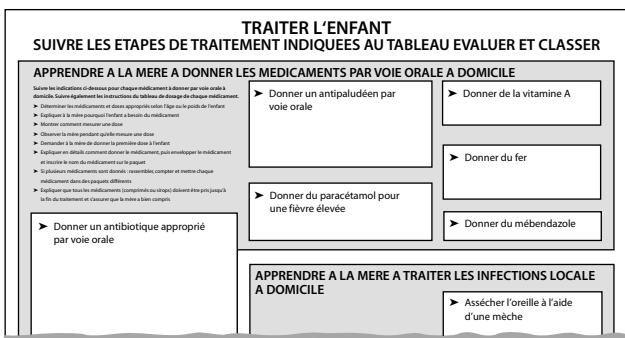 TRAITER L'ENFANT
SUIVRE LES ETAPES DE TRAITEMENT INDIQUEES AU TABLEAU EVALUER ET CLASSER
APPRENDRE A LA MERE A DONNER LES MEDICAMENTS PAR VOIE ORALE A DOMICILE
Suivre les indications ci-dessous pour chaque médicament à donner par voie orale à
domicile. Suivre également les instructions du tableau de dosage de chaque médicament.
➤ Déterminer les médicaments et doses appropriés selon l'âge ou le poids de l'enfant
➤ Expliquer à la mère pourquoi l'enfant a besoin du médicament
➤ Montrer comment mesurer une dose
➤ Observer la mère pendant qu'elle mesure une dose
➤ Demander à la mère de donner la première dose à l'enfant
➤ Expliquer en détails comment donner le médicament, puis envelopper le médicament
et inscrire le nom du médicament sur le paquet
➤ Si plusieurs médicaments sont donnés : rassembler, compter et mettre chaque
médicament dans des paquets différents
➤ Expliquer que tous les médicaments (comprimés ou sirops) doivent être pris jusqu'à
la fin du traitement et s'assurer que la mère a bien compris
➤ Donner un antibiotique approprié
par voie orale
➤ Donner un antipaludéen par
voie orale
➤ Donner du paracétamol pour
une fièvre élevée
➤ Donner de la vitamine A
➤ Donner du fer
➤ Donner du mébendazole
APPRENDRE A LA MERE A TRAITER LES INFECTIONS LOCALE
A DOMICILE
➤ Assécher l'oreille à l'aide
d'une mèche